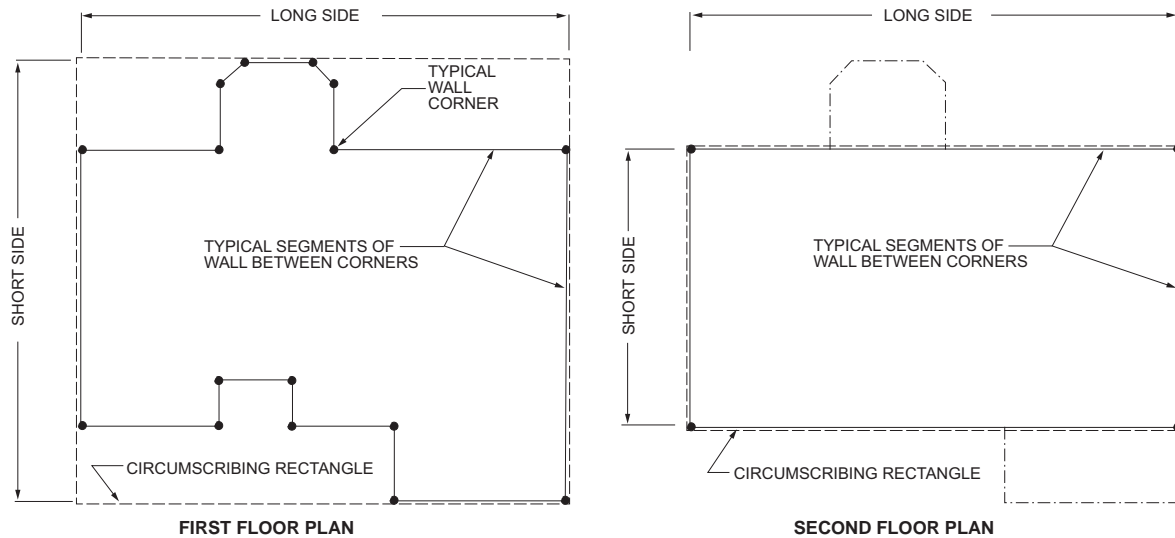 LONG SIDE
TYPICAL
WALL
CORNER
SHORT SIDE
TYPICAL SEGMENTS OF
WALL BETWEEN CORNERS
CIRCUMSCRIBING RECTANGLE
FIRST FLOOR PLAN
LONG SIDE
SHORT SIDE
TYPICAL SEGMENTS OF
WALL BETWEEN CORNERS
CIRCUMSCRIBING RECTANGLE
SECOND FLOOR PLAN